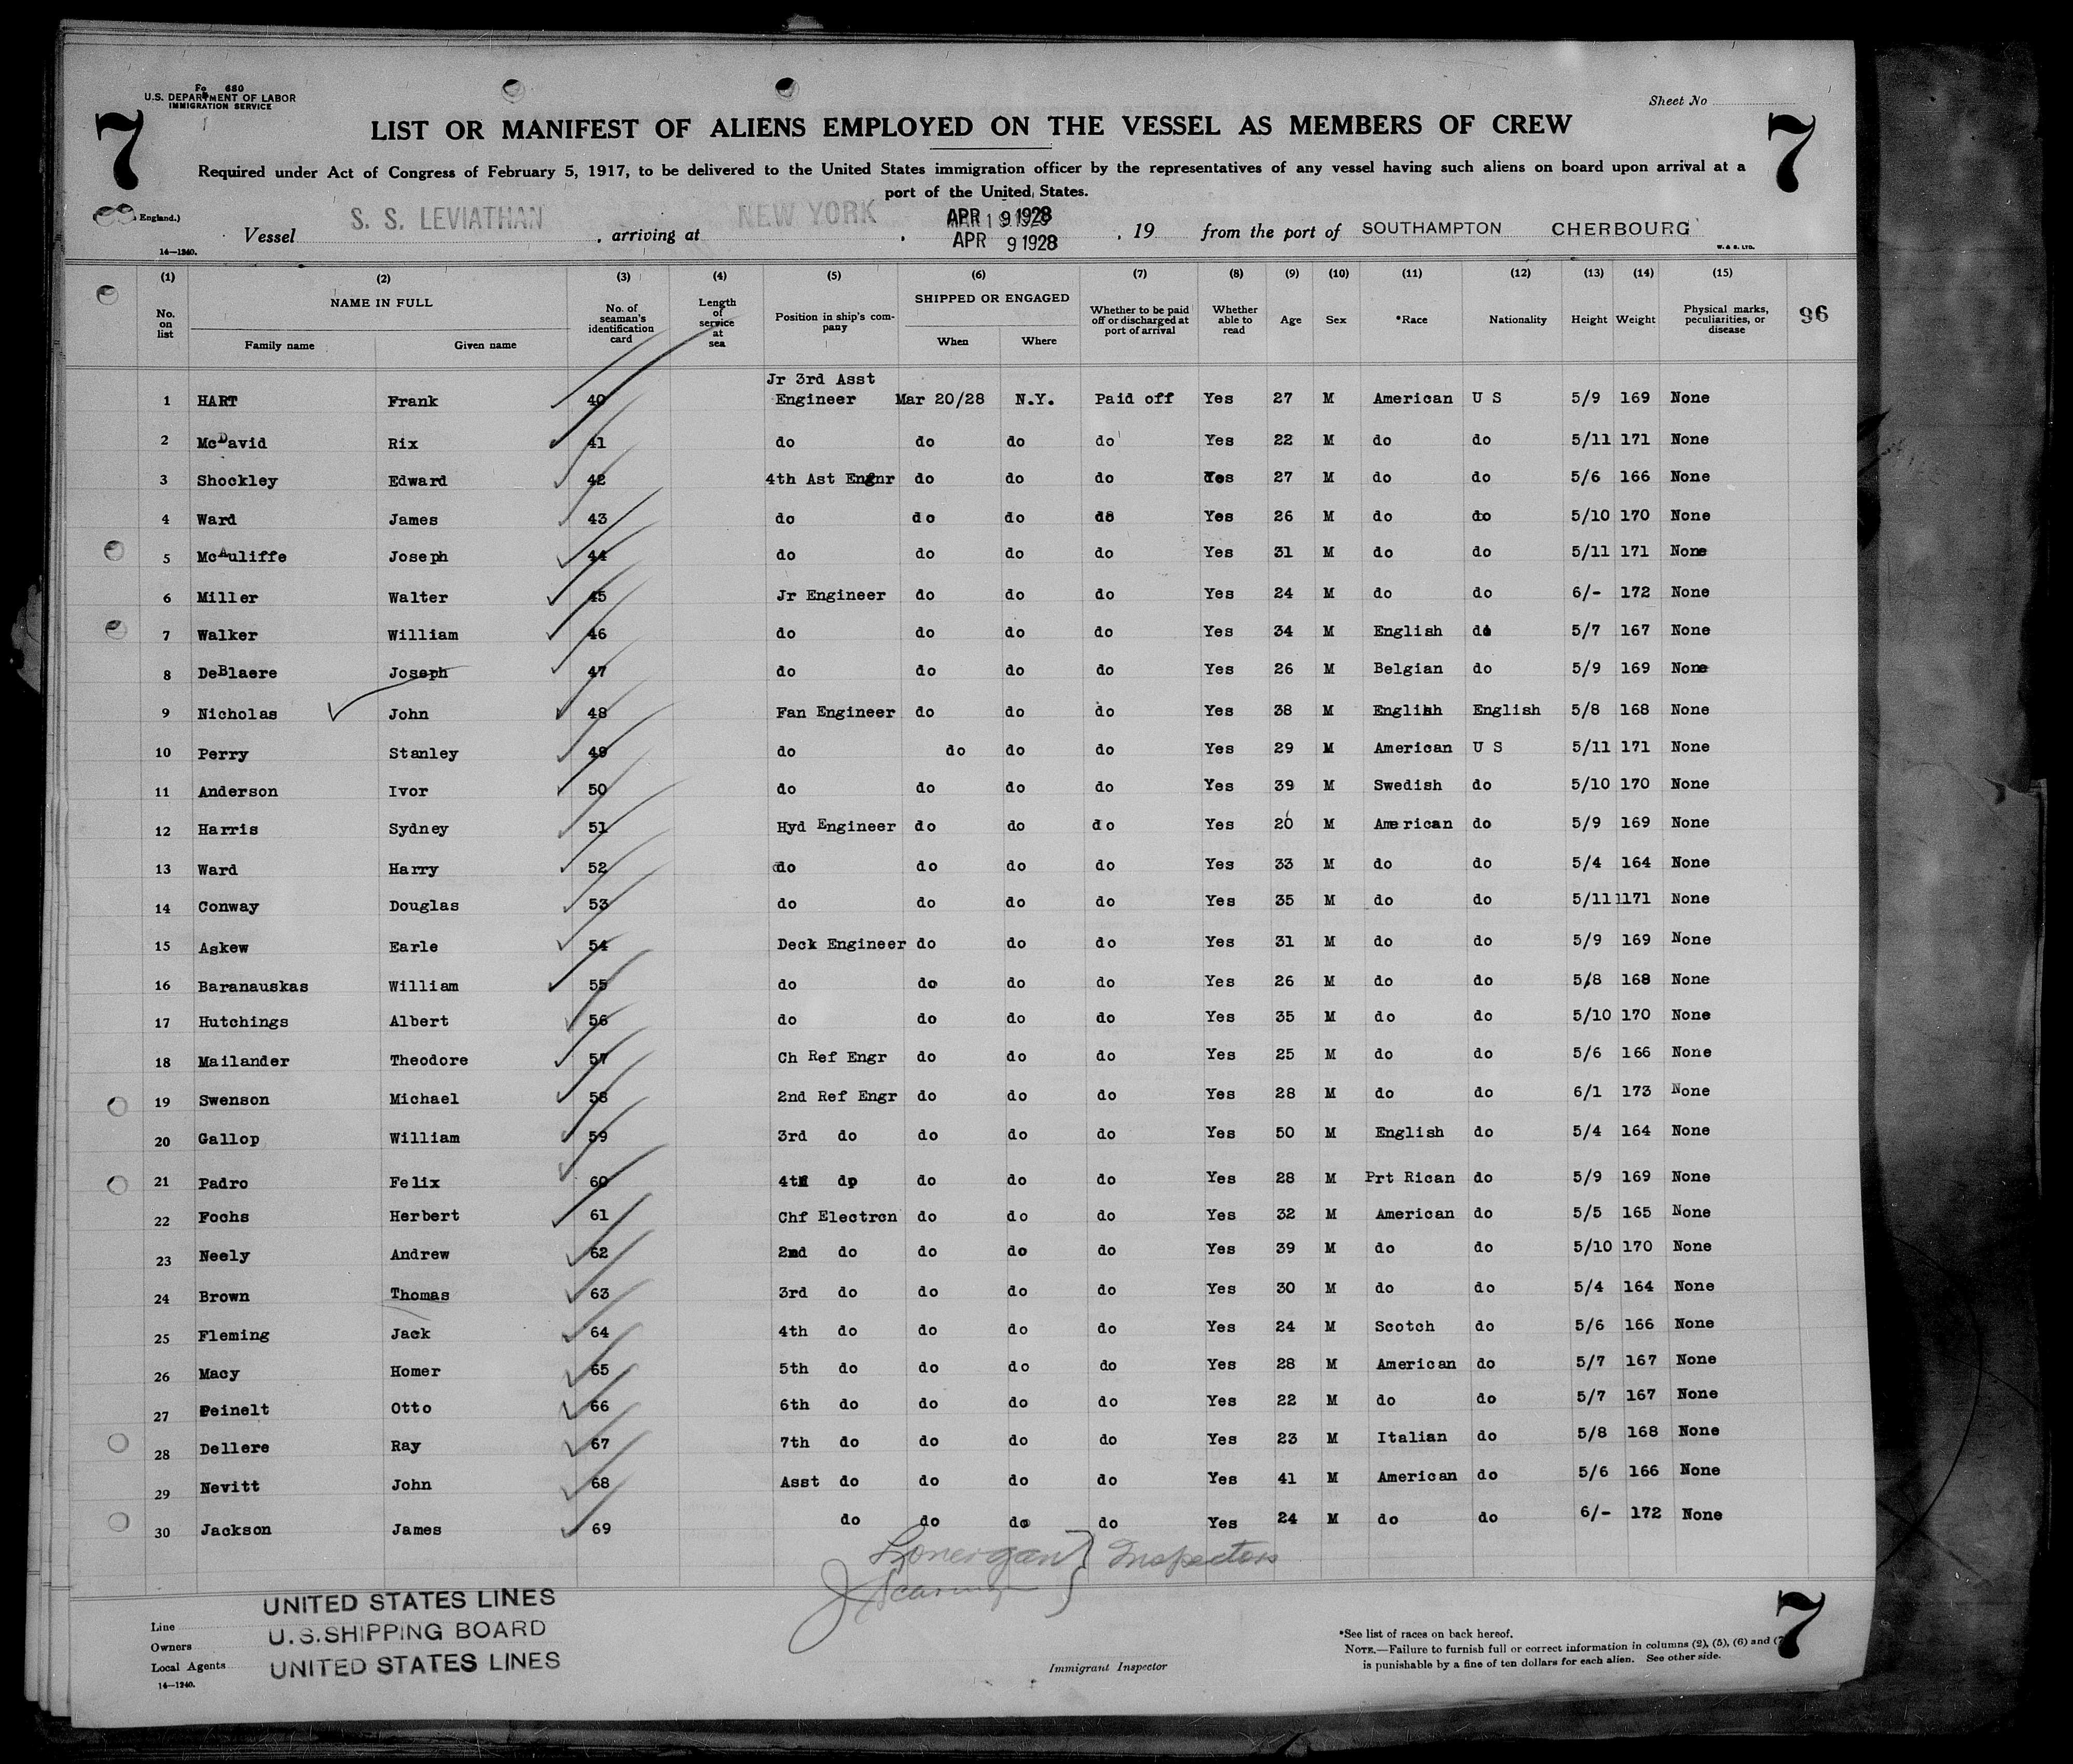 Fo 680
U.S. DEPARTMENT OF LABOR
IMMIGRATION SERVICE
Sheet No
7 7
LIST OR MANIFEST OF ALIENS EMPLOYED ON THE VESSEL AS MEMBERS OF CREW
Required under Act of Congress of February 5, 1917, to be delivered to the United States immigration officer by the representatives of any vessel having such aliens on board upon arrival at a
port of the United States.
England.)
Vessel S. S. LEVIATHAN , arriving at NEW YORK , APR 9 1928 , 19 from the port of SOUTHAMPTON CHERBOURG
APR 9 1928
14—1240. W. & S. LTD.
(1) (2) (3) (4) (5) (6) (7) (8) (9) (10) (11) (12) (13) (14) (15)
No. on list NAME IN FULL Family name Given name No. of seaman's identification card Length of service at sea Position in ship's company SHIPPED OR ENGAGED When Where Whether to be paid off or discharged at port of arrival Whether able to read Age Sex *Race Nationality Height Weight Physical marks, peculiarities, or disease 96
Jr 3rd Asst
1 HART Frank 40 Engineer Mar 20/28 N.Y. Paid off Yes 27 M American U S 5/9 169 None
2 McDavid Rix 41 do do do do Yes 22 M do do 5/11 171 None
3 Shockley Edward 42 4th Ast Engnr do do do Yes 27 M do do 5/6 166 None
4 Ward James 43 do do do do Yes 26 M do do 5/10 170 None
5 McAuliffe Joseph 44 do do do do Yes 31 M do do 5/11 171 None
6 Miller Walter 45 Jr Engineer do do do Yes 24 M do do 6/- 172 None
7 Walker William 46 do do do do Yes 34 M English do 5/7 167 None
8 DeBlaere Joseph 47 do do do do Yes 26 M Belgian do 5/9 169 None
9 Nicholas John 48 Fan Engineer do do do Yes 38 M English English 5/8 168 None
10 Perry Stanley 49 do do do do Yes 29 M American U S 5/11 171 None
11 Anderson Ivor 50 do do do do Yes 39 M Swedish do 5/10 170 None
12 Harris Sydney 51 Hyd Engineer do do do Yes 20 M American do 5/9 169 None
13 Ward Harry 52 do do do do Yes 33 M do do 5/4 164 None
14 Conway Douglas 53 do do do do Yes 35 M do do 5/11 171 None
15 Askew Earle 54 Deck Engineer do do do Yes 31 M do do 5/9 169 None
16 Baranauskas William 55 do do do do Yes 26 M do do 5/8 168 None
17 Hutchings Albert 56 do do do do Yes 35 M do do 5/10 170 None
18 Mailander Theodore 57 Ch Ref Engr do do do Yes 25 M do do 5/6 166 None
19 Swenson Michael 58 2nd Ref Engr do do do Yes 28 M do do 6/1 173 None
20 Gallop William 59 3rd do do do do Yes 50 M English do 5/4 164 None
21 Padro Felix 60 4th do do do do Yes 28 M Prt Rican do 5/9 169 None
22 Fochs Herbert 61 Chf Electrcn do do do Yes 32 M American do 5/5 165 None
23 Neely Andrew 62 2nd do do do do Yes 39 M do do 5/10 170 None
24 Brown Thomas 63 3rd do do do do Yes 30 M do do 5/4 164 None
25 Fleming Jack 64 4th do do do do Yes 24 M Scotch do 5/6 166 None
26 Macy Homer 65 5th do do do do Yes 28 M American do 5/7 167 None
27 Peinelt Otto 66 6th do do do do Yes 22 M do do 5/7 167 None
28 Dellere Ray 67 7th do do do do Yes 23 M Italian do 5/8 168 None
29 Nevitt John 68 Asst do do do do Yes 41 M American do 5/6 166 None
30 Jackson James 69 do do do do Yes 24 M do do 6/- 172 None
Lonergan } Inspectors
Line UNITED STATES LINES
Owners U.S.SHIPPING BOARD
Local Agents UNITED STATES LINES
14—1240.
Immigrant Inspector
*See list of races on back hereof.
NOTE.—Failure to furnish full or correct information in columns (2), (5), (6) and (7
is punishable by a fine of ten dollars for each alien. See other side.
7